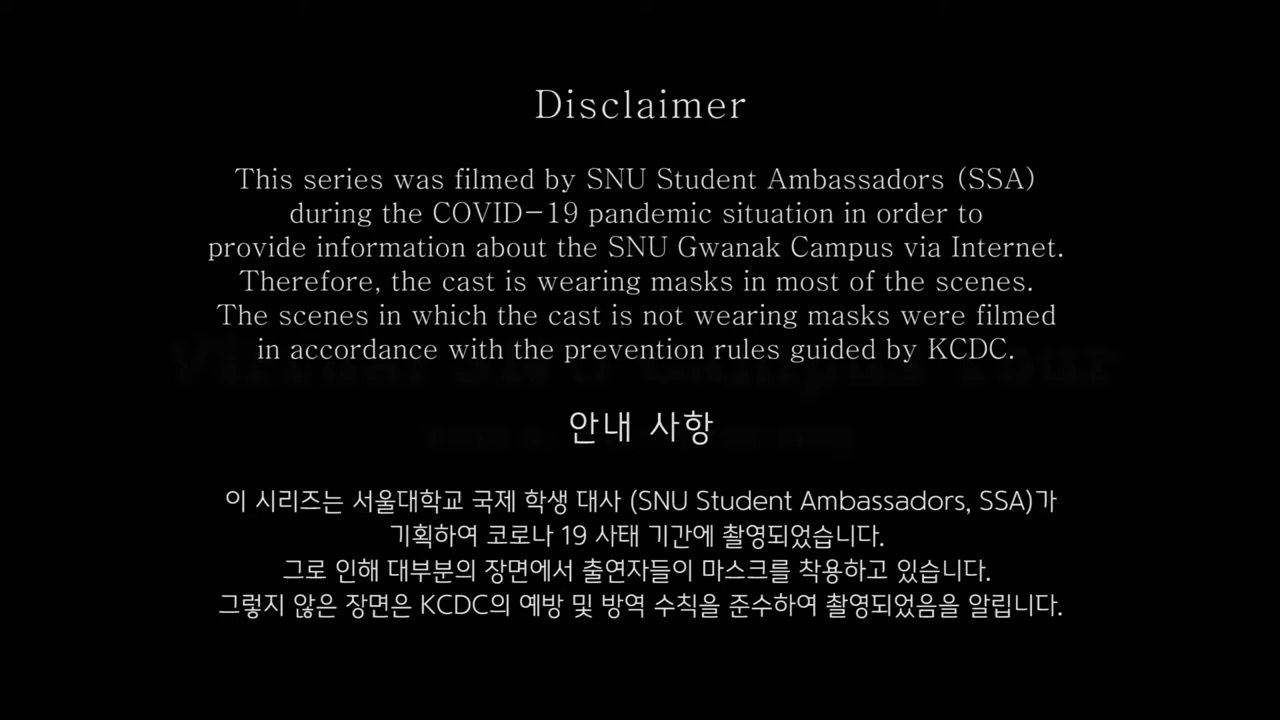 Disclaimer
This series was filmed by SNU Student Ambassadors (SSA)
during the COVID-19 pandemic situation in order to
provide information about the SNU Gwanak Campus via Internet.
Therefore, the cast is wearing masks in most of the scenes.
The scenes in which the cast is not wearing masks were filmed
in accordance with the prevention rules guided by KCDC.
안내 사항
이 시리즈는 서울대학교 국제 학생 대사 (SNU Student Ambassadors, SSA)가
기획하여 코로나 19 사태 기간에 촬영되었습니다.
그로 인해 대부분의 장면에서 출연자들이 마스크를 착용하고 있습니다.
그렇지 않은 장면은 KCDC의 예방 및 방역 수칙을 준수하여 촬영되었음을 알립니다.